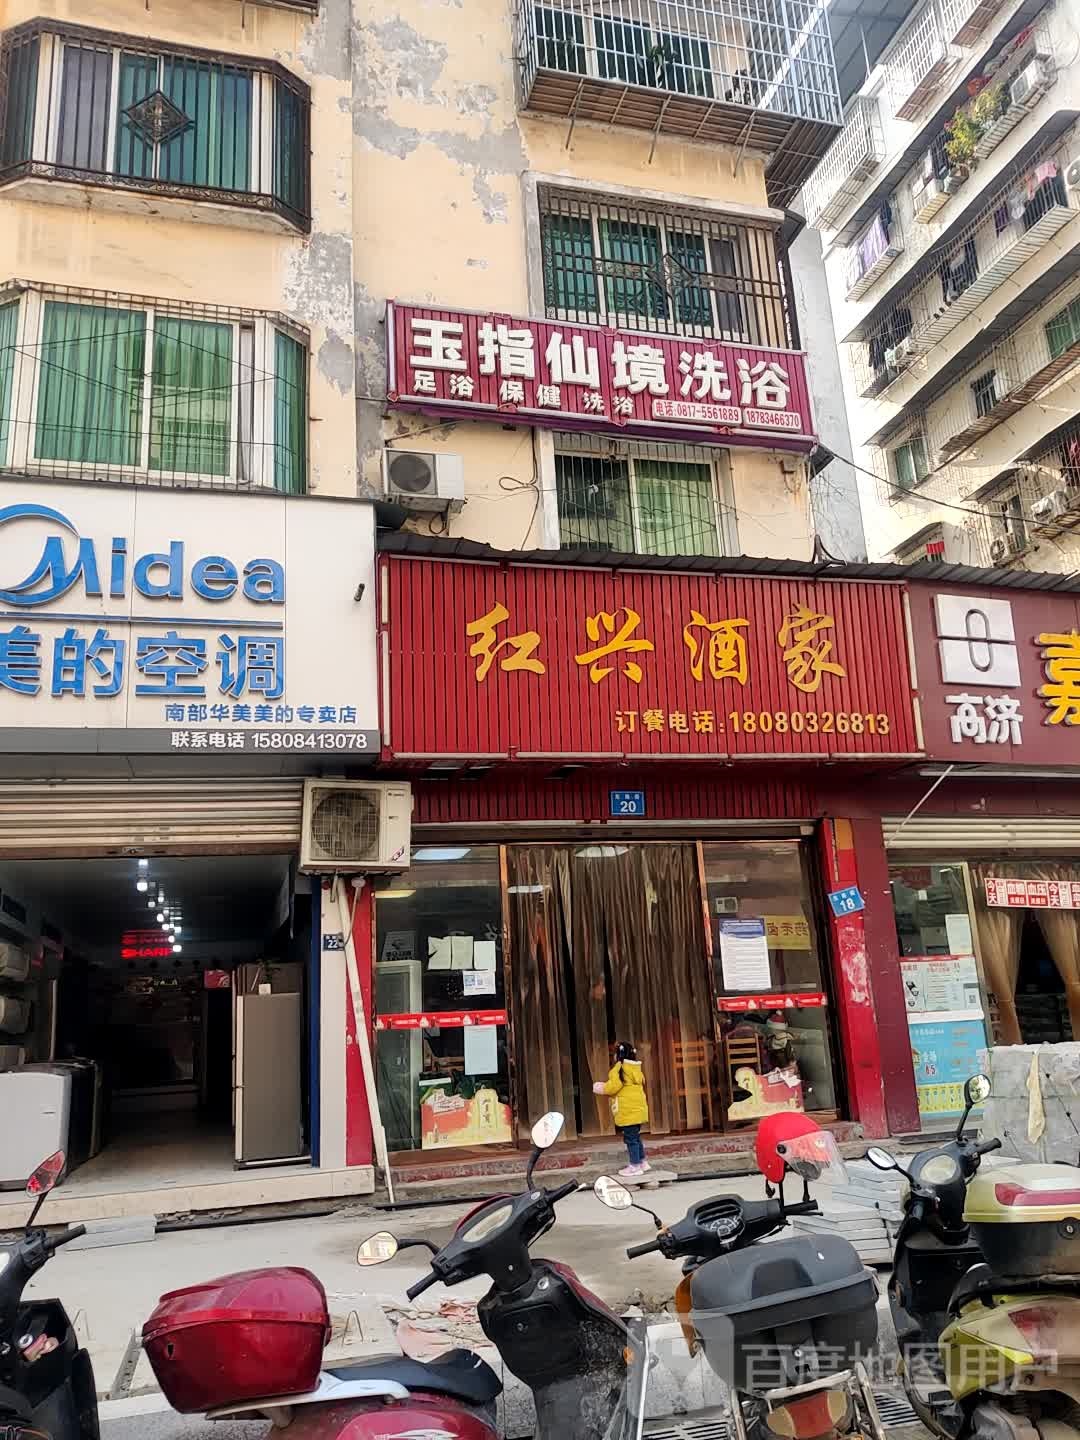 玉指仙境洗浴
足浴 保健 洗浴
电话:0817-5561889 18783466370
Midea
美的空调
南部华美美的专卖店
联系电话 15808413078
红兴酒家
订餐电话:18080326813
高济
嘉
20
18
22
SHARP
今天
百度地图用户